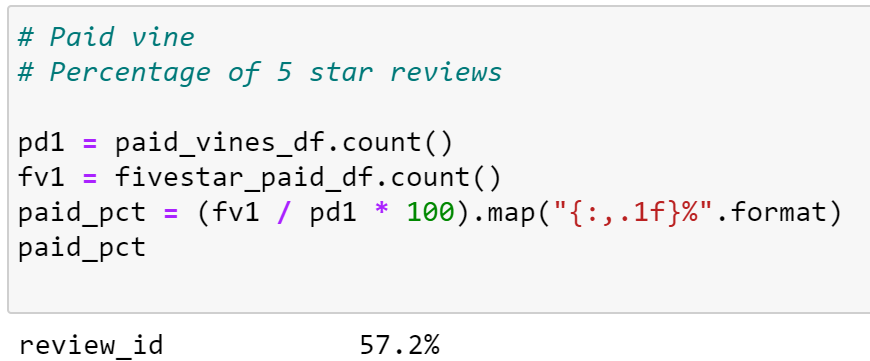 # Paid vine
# Percentage of 5 star reviews
pd1 = paid_vines_df.count()
fv1 = fivestar_paid_df.count()
paid_pct = (fv1 / pd1 * 100).map("{:,.1f}%".format)
paid_pct
review_id 57.2%